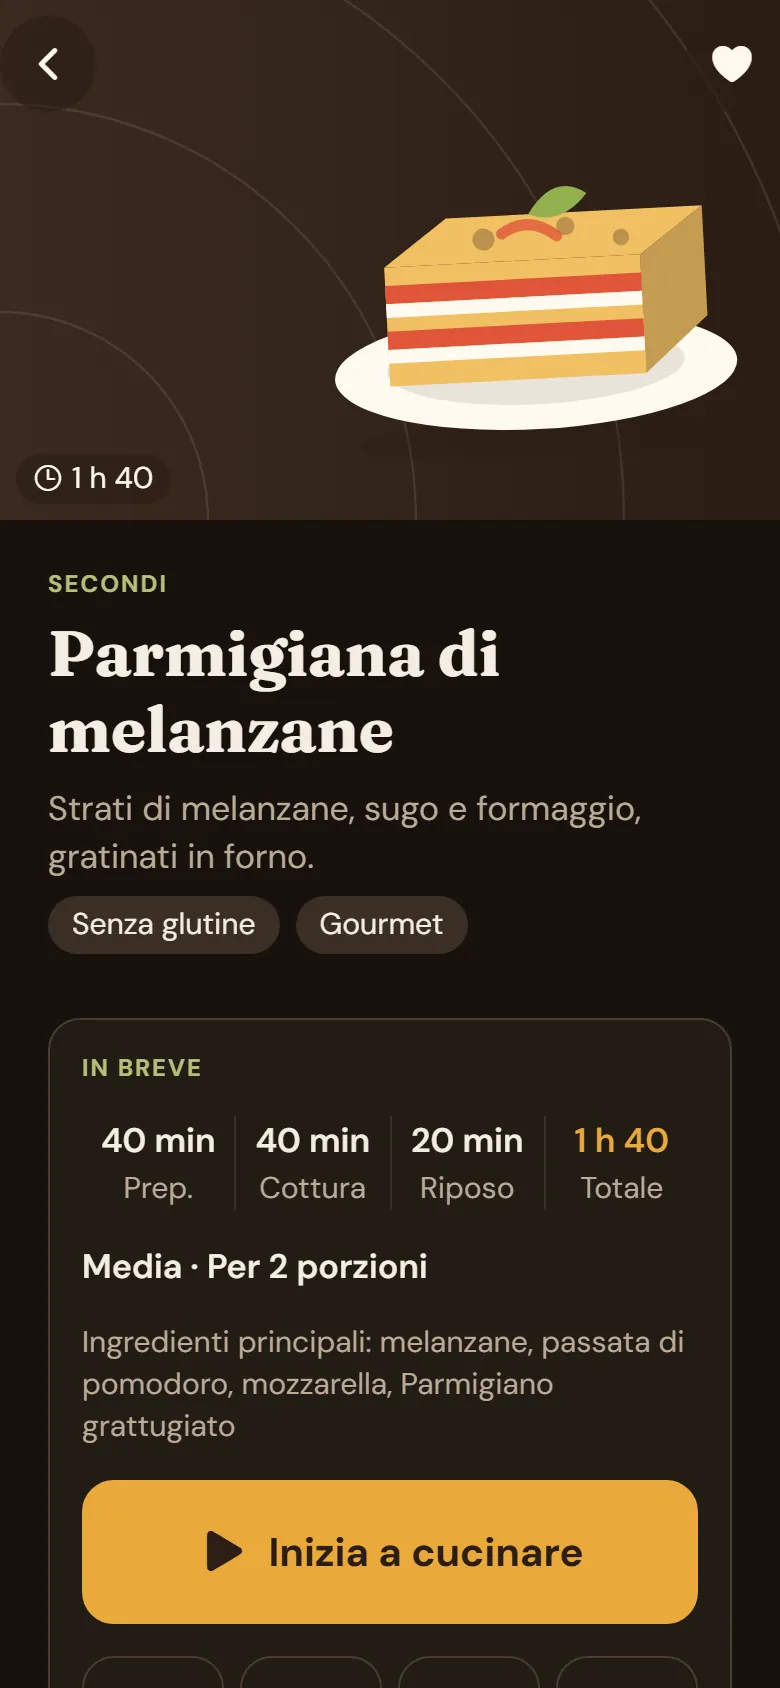 1 h 40
SECONDI
Parmigiana di
melanzane
Strati di melanzane, sugo e formaggio,
gratinati in forno.
Senza glutine
Gourmet
IN BREVE
40 min
Prep.
40 min
Cottura
20 min
Riposo
1 h 40
Totale
Media · Per 2 porzioni
Ingredienti principali: melanzane, passata di
pomodoro, mozzarella, Parmigiano
grattugiato
Inizia a cucinare